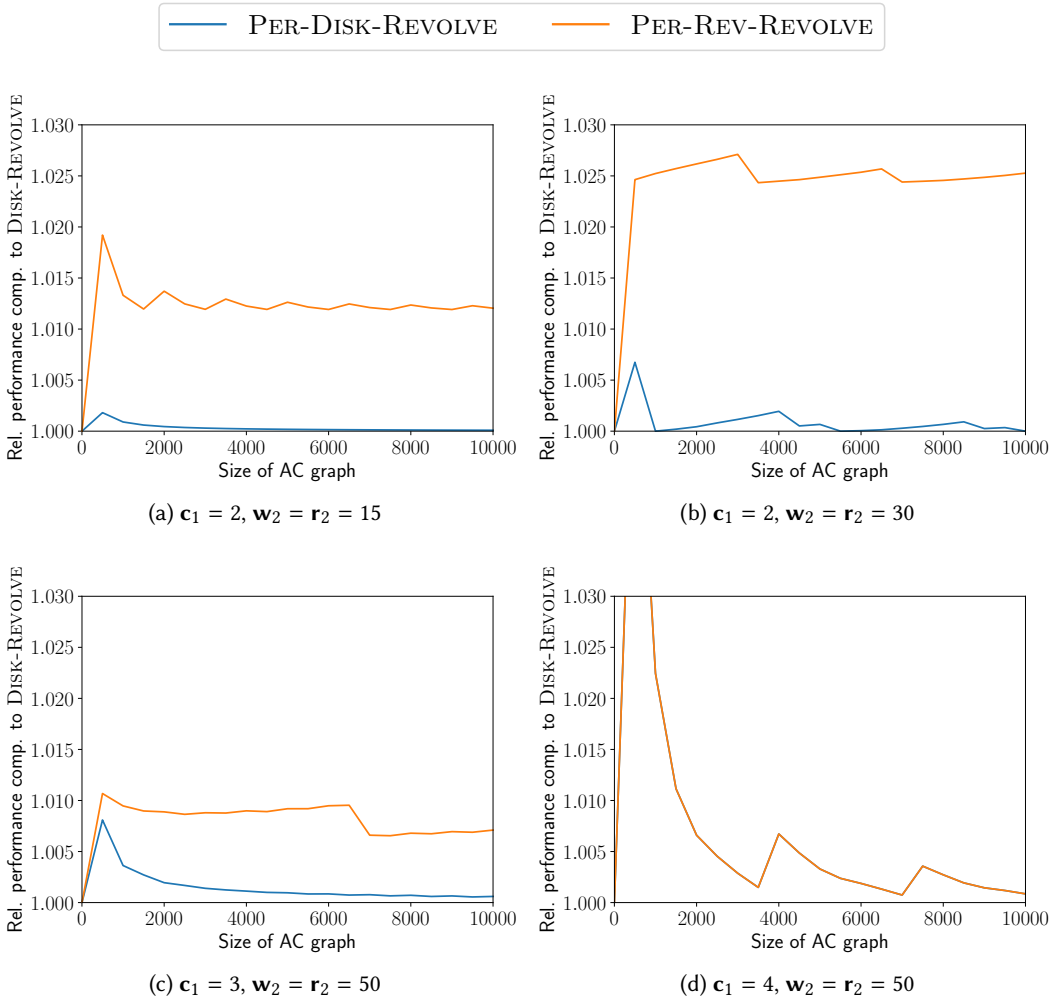 PER-DISK-REVOLVE PER-REV-REVOLVE
Rel. performance comp. to DISK-REVOLVE
1.030
1.025
1.020
1.015
1.010
1.005
1.000
0 2000 4000 6000 8000 10000
Size of AC graph
(a) c₁ = 2, w₂ = r₂ = 15
Rel. performance comp. to DISK-REVOLVE
1.030
1.025
1.020
1.015
1.010
1.005
1.000
0 2000 4000 6000 8000 10000
Size of AC graph
(b) c₁ = 2, w₂ = r₂ = 30
Rel. performance comp. to DISK-REVOLVE
1.030
1.025
1.020
1.015
1.010
1.005
1.000
0 2000 4000 6000 8000 10000
Size of AC graph
(c) c₁ = 3, w₂ = r₂ = 50
Rel. performance comp. to DISK-REVOLVE
1.030
1.025
1.020
1.015
1.010
1.005
1.000
0 2000 4000 6000 8000 10000
Size of AC graph
(d) c₁ = 4, w₂ = r₂ = 50